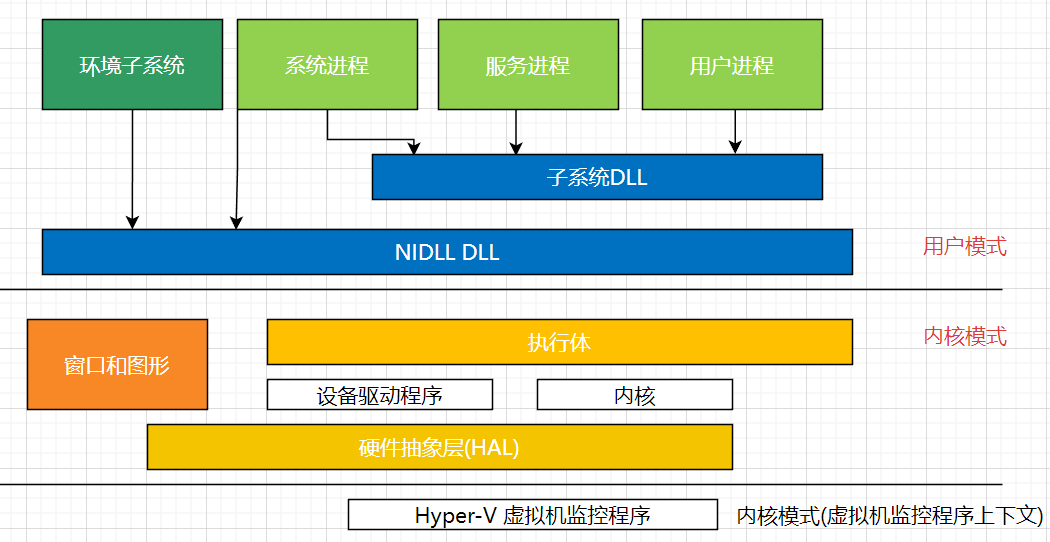 环境子系统
系统进程
服务进程
用户进程
子系统DLL
NIDLL DLL
用户模式
窗口和图形
执行体
内核模式
设备驱动程序
内核
硬件抽象层(HAL)
Hyper-V 虚拟机监控程序
内核模式(虚拟机监控程序上下文)